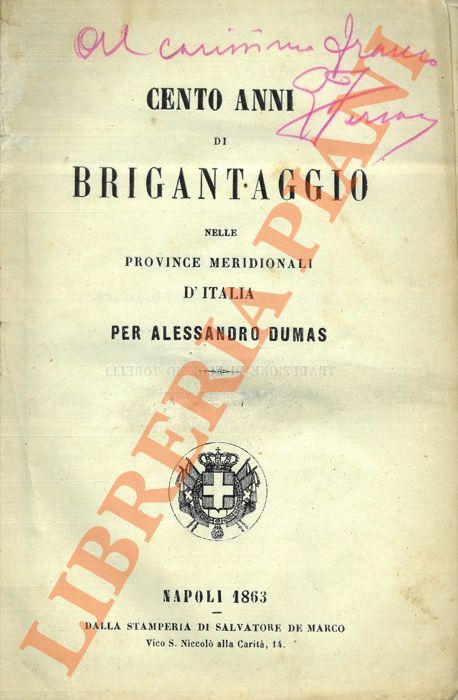 Al carissimo Franco
CENTO ANNI
DI
BRIGANTAGGIO
NELLE
PROVINCE MERIDIONALI
D'ITALIA
PER ALESSANDRO DUMAS
NAPOLI 1863
DALLA STAMPERIA DI SALVATORE DE MARCO
Vico S. Niccolò alla Carità, 14.
LIBRERIA PIANI